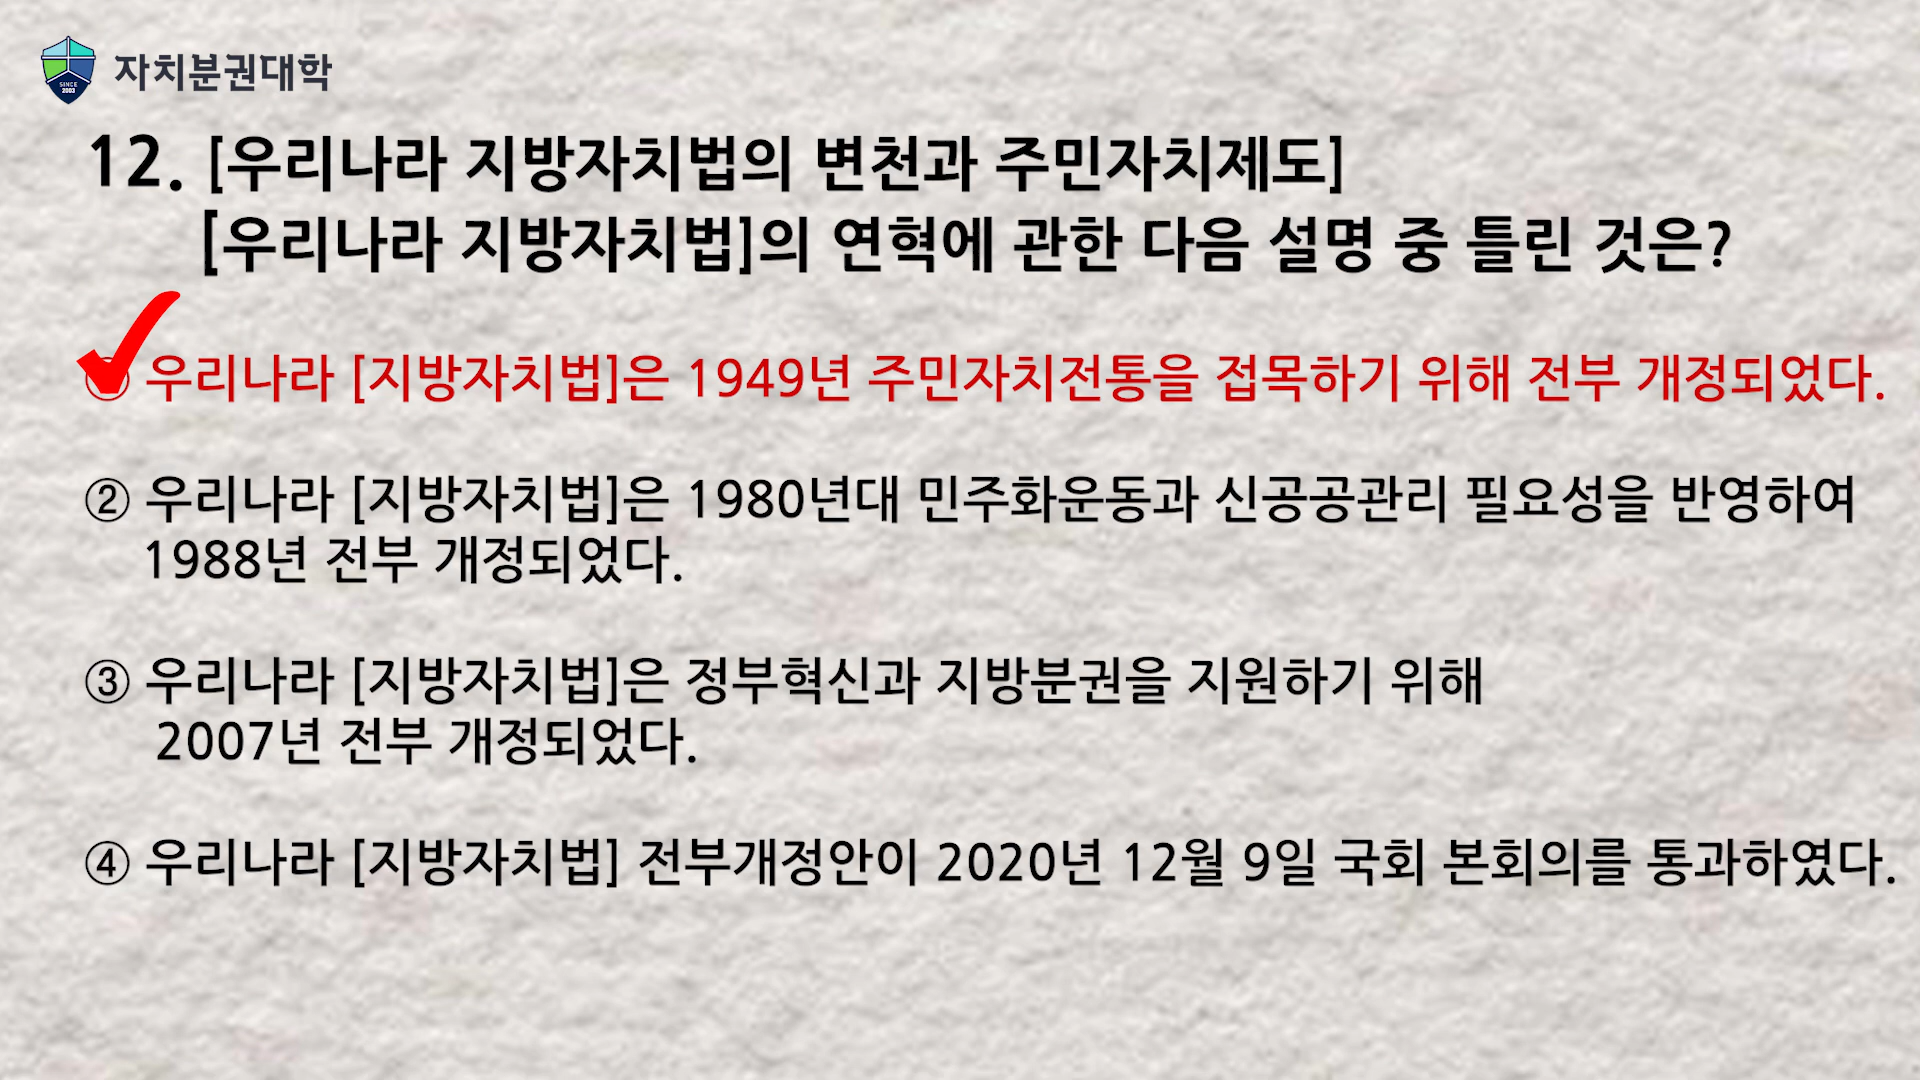 자치분권대학
SINCE
2003
12. [우리나라 지방자치법의 변천과 주민자치제도]
[우리나라 지방자치법]의 연혁에 관한 다음 설명 중 틀린 것은?
우리나라 [지방자치법]은 1949년 주민자치전통을 접목하기 위해 전부 개정되었다.
② 우리나라 [지방자치법]은 1980년대 민주화운동과 신공공관리 필요성을 반영하여
1988년 전부 개정되었다.
③ 우리나라 [지방자치법]은 정부혁신과 지방분권을 지원하기 위해
2007년 전부 개정되었다.
④ 우리나라 [지방자치법] 전부개정안이 2020년 12월 9일 국회 본회의를 통과하였다.